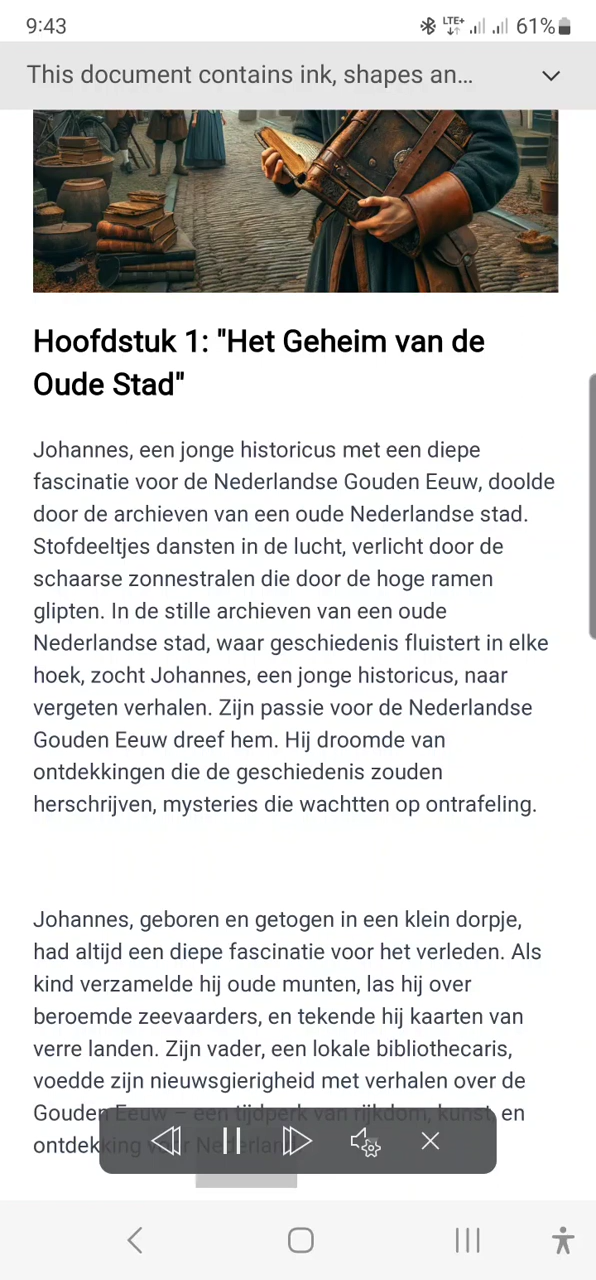 9:43
LTE+
61%
This document contains ink, shapes an...
Hoofdstuk 1: "Het Geheim van de
Oude Stad"
Johannes, een jonge historicus met een diepe
fascinatie voor de Nederlandse Gouden Eeuw, doolde
door de archieven van een oude Nederlandse stad.
Stofdeeltjes dansten in de lucht, verlicht door de
schaarse zonnestralen die door de hoge ramen
glipten. In de stille archieven van een oude
Nederlandse stad, waar geschiedenis fluistert in elke
hoek, zocht Johannes, een jonge historicus, naar
vergeten verhalen. Zijn passie voor de Nederlandse
Gouden Eeuw dreef hem. Hij droomde van
ontdekkingen die de geschiedenis zouden
herschrijven, mysteries die wachtten op ontrafeling.
Johannes, geboren en getogen in een klein dorpje,
had altijd een diepe fascinatie voor het verleden. Als
kind verzamelde hij oude munten, las hij over
beroemde zeevaarders, en tekende hij kaarten van
verre landen. Zijn vader, een lokale bibliothecaris,
voedde zijn nieuwsgierigheid met verhalen over de
Gouden Eeuw – een tijdperk van rijkdom, kunst, en
ontdekking voor Nederland